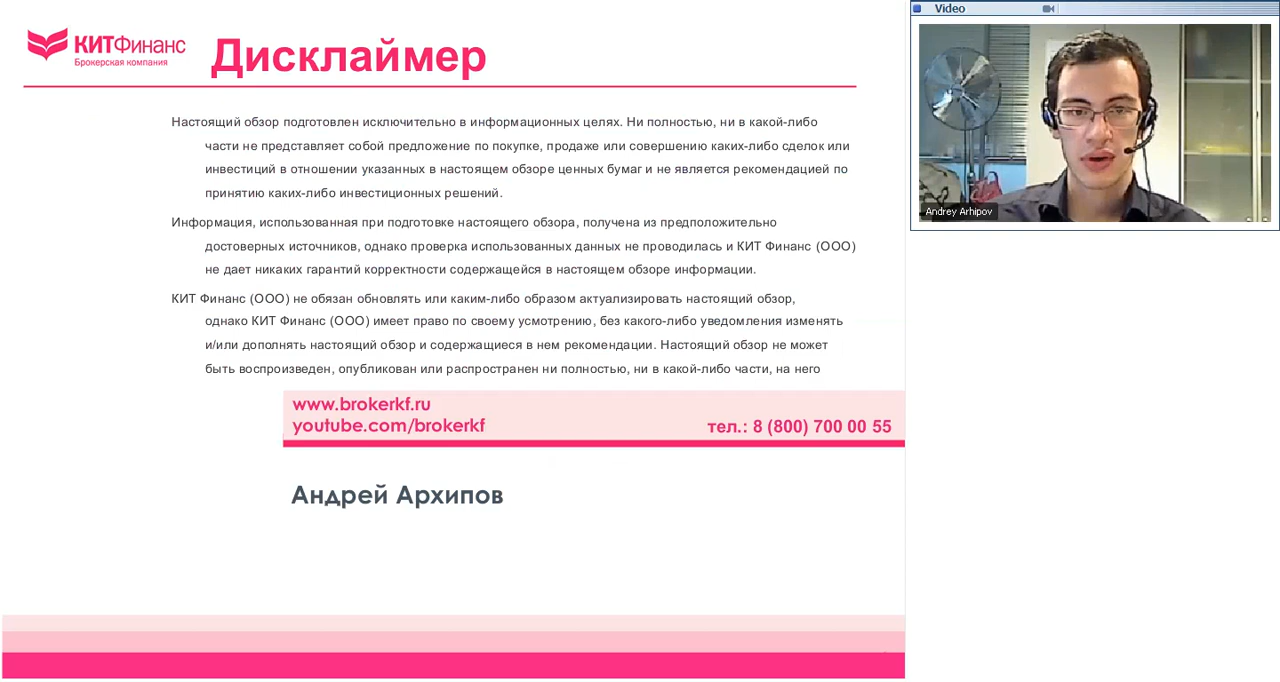 КИТФинанс
Брокерская компания
Дисклаймер
Настоящий обзор подготовлен исключительно в информационных целях. Ни полностью, ни в какой-либо
части не представляет собой предложение по покупке, продаже или совершению каких-либо сделок или
инвестиций в отношении указанных в настоящем обзоре ценных бумаг и не является рекомендацией по
принятию каких-либо инвестиционных решений.
Информация, использованная при подготовке настоящего обзора, получена из предположительно
достоверных источников, однако проверка использованных данных не проводилась и КИТ Финанс (ООО)
не дает никаких гарантий корректности содержащейся в настоящем обзоре информации.
КИТ Финанс (ООО) не обязан обновлять или каким-либо образом актуализировать настоящий обзор,
однако КИТ Финанс (ООО) имеет право по своему усмотрению, без какого-либо уведомления изменять
и/или дополнять настоящий обзор и содержащиеся в нем рекомендации. Настоящий обзор не может
быть воспроизведен, опубликован или распространен ни полностью, ни в какой-либо части, на него
www.brokerkf.ru
youtube.com/brokerkf
тел.: 8 (800) 700 00 55
Андрей Архипов
Video
Andrey Arhipov